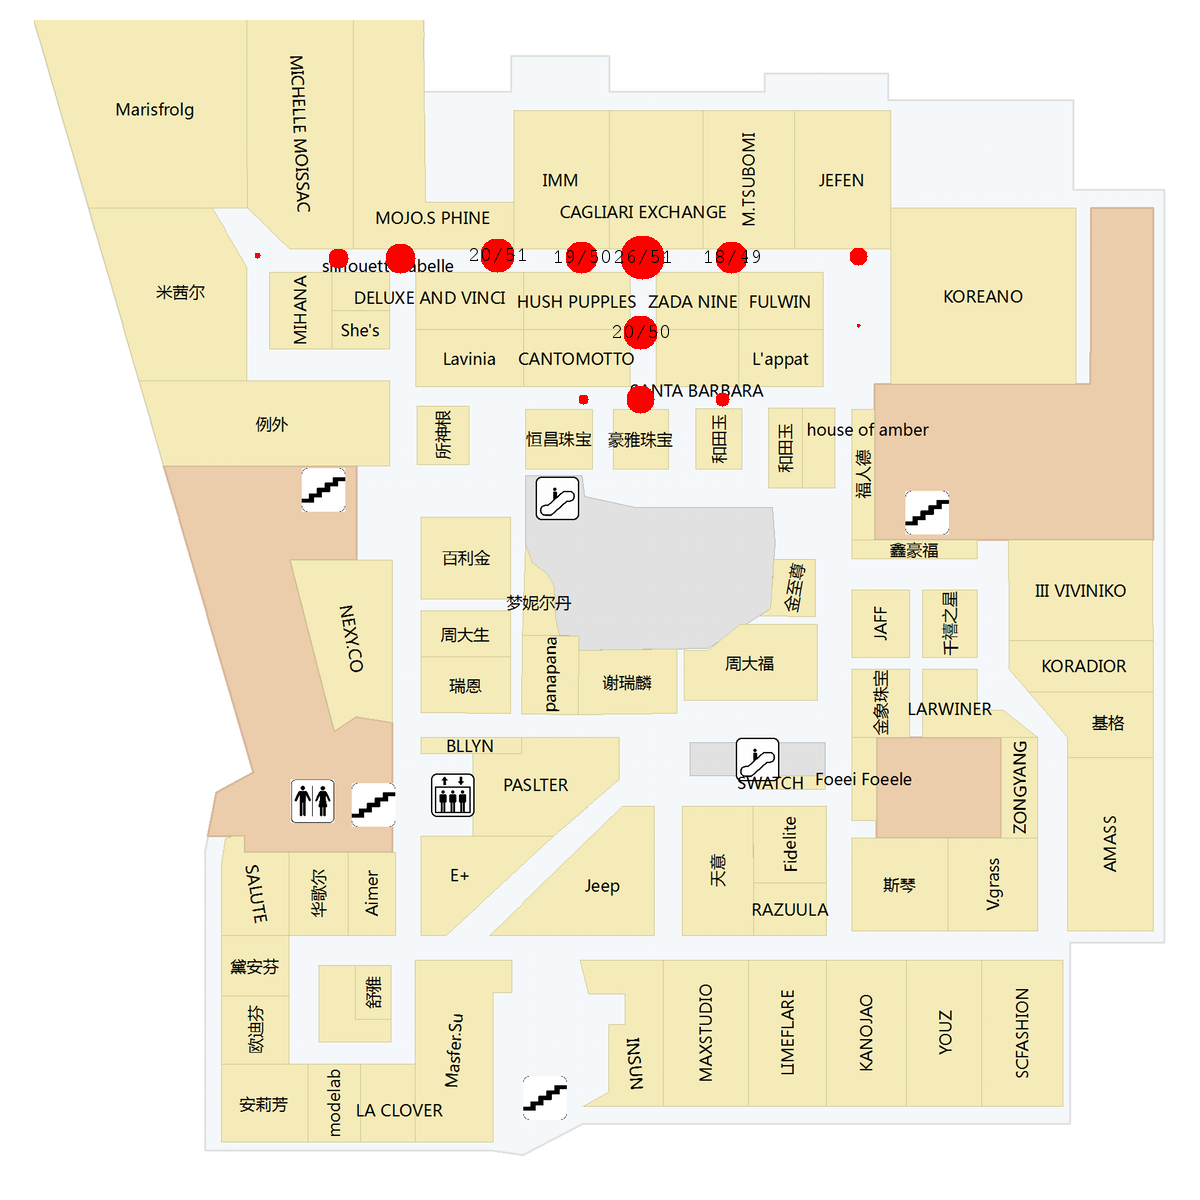 Marisfrolg
MICHELLE MOISSAC
MOJO.S PHINE
IMM
CAGLIARI EXCHANGE
M.TSUBOMI
JEFEN
20/51
19/50
26/51
18/49
米茜尔
MIHANA
DELUXE AND VINCI
HUSH PUPPLES
ZADA NINE
FULWIN
KOREANO
She's
20/50
Lavinia
CANTOMOTTO
L'appat
SANTA BARBARA
例外
所神根
恒昌珠宝
豪雅珠宝
和田玉
和田玉
house of amber
福人德
鑫豪福
百利金
梦妮尔丹
金至尊
III VIVINIKO
JAFF
千禧之星
NEXY.CO
周大生
瑞恩
panapana
谢瑞麟
周大福
KORADIOR
金象珠宝
LARWINER
基格
BLLYN
PASLTER
SWATCH
Foeei Foeele
ZONGYANG
AMASS
SALUTE
华歌尔
Aimer
E+
Jeep
天意
Fidelite
RAZUULA
斯琴
V.grass
黛安芬
舒雅
欧迪芬
安莉芳
modelab
LA CLOVER
Masfer.Su
INSUN
MAXSTUDIO
LIMEFLARE
KANOJAO
YOUZ
SCFASHION